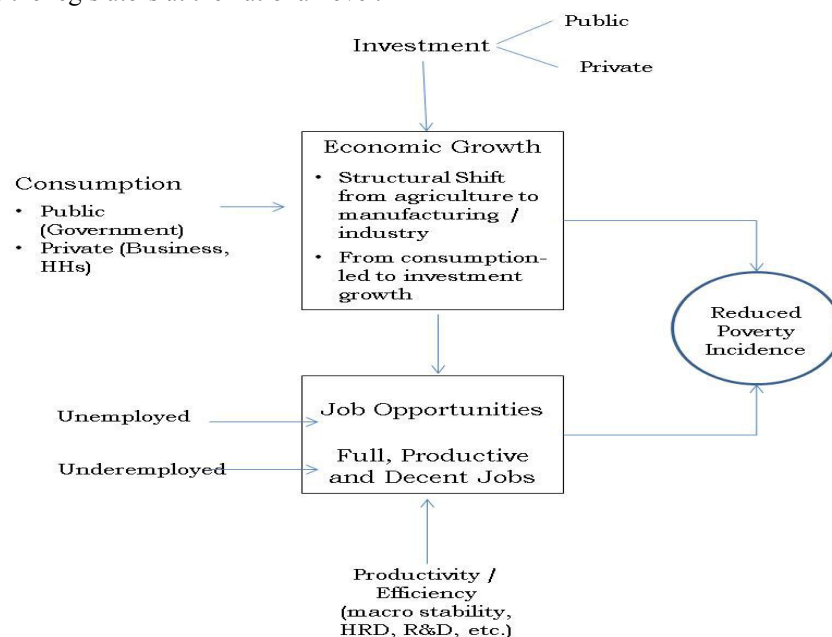 Public
Investment
Private
Economic Growth
• Structural Shift
from agriculture to
manufacturing /
industry
• From consumption-
led to investment
growth
Consumption
• Public
(Government)
• Private (Business,
HHs)
Reduced
Poverty
Incidence
Unemployed
Underemployed
Job Opportunities
Full, Productive
and Decent Jobs
Productivity /
Efficiency
(macro stability,
HRD, R&D, etc.)